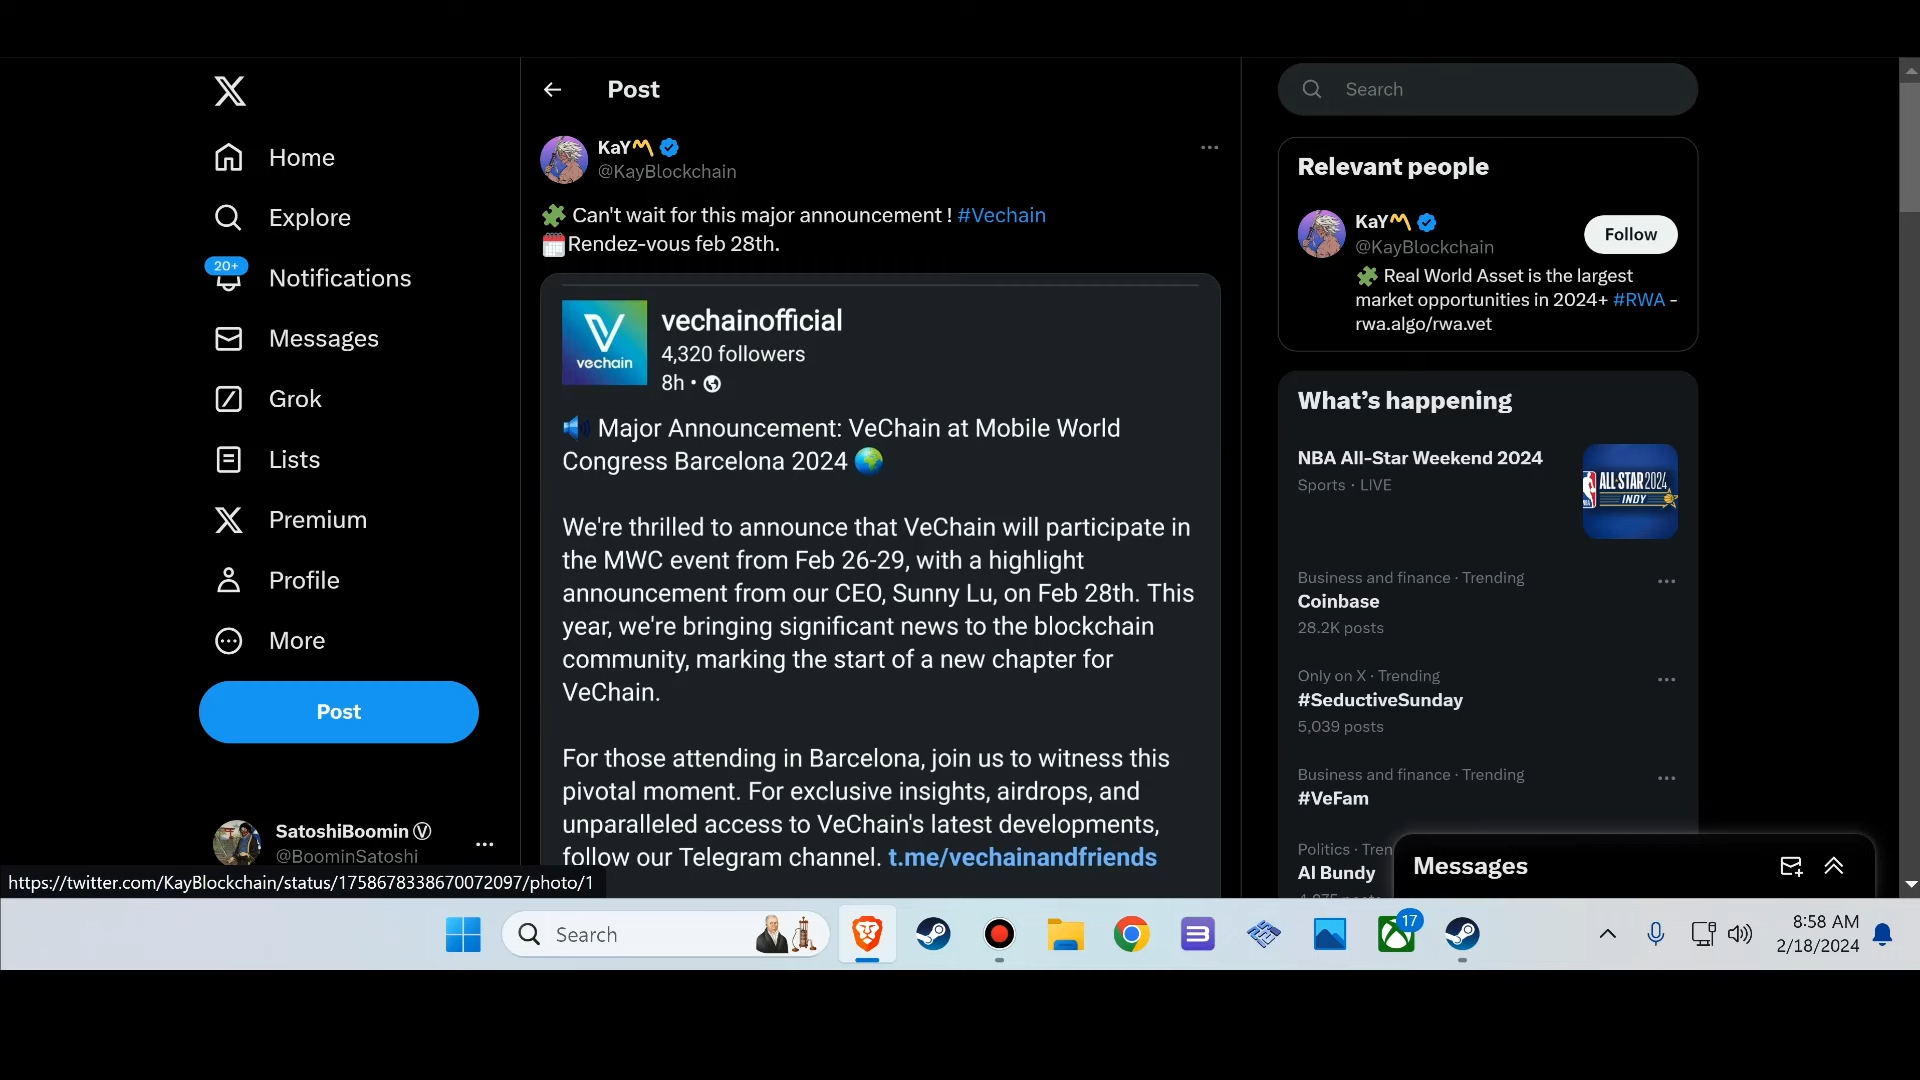 Home
Explore
20+
Notifications
Messages
Grok
Lists
Premium
Profile
More
Post
SatoshiBoomin Ⓥ
@BoominSatoshi
https://twitter.com/KayBlockchain/status/1758678338670072097/photo/1
Post
KaY
@KayBlockchain
🧩 Can't wait for this major announcement ! #Vechain
🗓️Rendez-vous feb 28th.
vechain
vechainofficial
4,320 followers
8h •
🔊 Major Announcement: VeChain at Mobile World
Congress Barcelona 2024 🌍
We're thrilled to announce that VeChain will participate in
the MWC event from Feb 26-29, with a highlight
announcement from our CEO, Sunny Lu, on Feb 28th. This
year, we're bringing significant news to the blockchain
community, marking the start of a new chapter for
VeChain.
For those attending in Barcelona, join us to witness this
pivotal moment. For exclusive insights, airdrops, and
unparalleled access to VeChain's latest developments,
follow our Telegram channel. t.me/vechainandfriends
Search
Relevant people
KaY
@KayBlockchain
Follow
🧩 Real World Asset is the largest
market opportunities in 2024+ #RWA -
rwa.algo/rwa.vet
What's happening
NBA All-Star Weekend 2024
Sports · LIVE
ALL-STAR 2024
INDY
Business and finance · Trending
Coinbase
28.2K posts
Only on X · Trending
#SeductiveSunday
5,039 posts
Business and finance · Trending
#VeFam
Politics · Tren
Al Bundy
Messages
Search
17
8:58 AM
2/18/2024